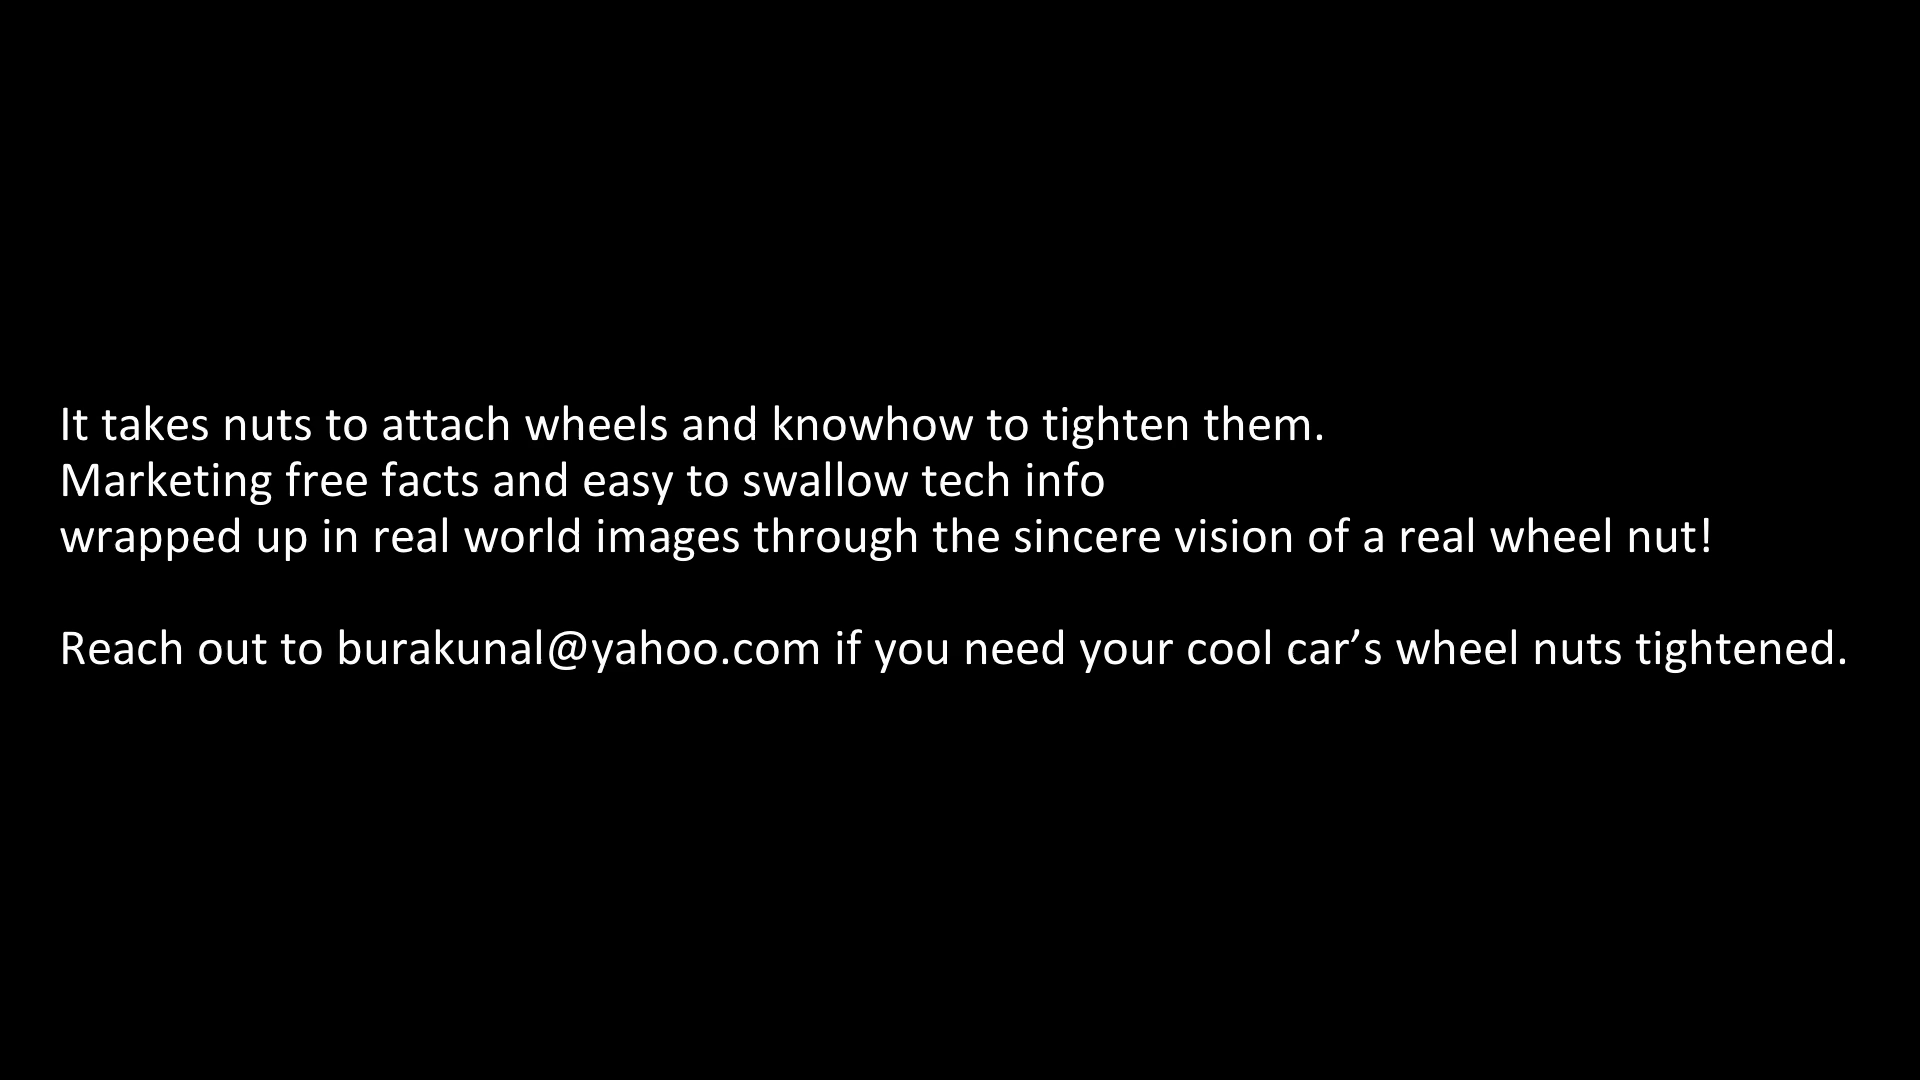 It takes nuts to attach wheels and knowhow to tighten them.
Marketing free facts and easy to swallow tech info
wrapped up in real world images through the sincere vision of a real wheel nut!
Reach out to burakunal@yahoo.com if you need your cool car’s wheel nuts tightened.